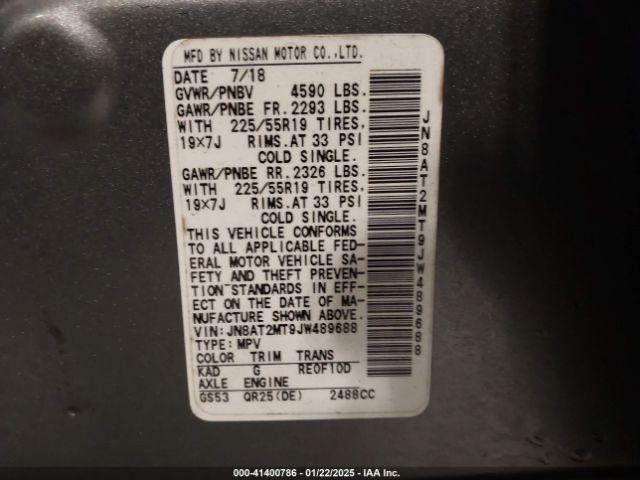 MFD BY NISSAN MOTOR CO.,LTD.
DATE 7/18
GVWR/PNBV 4590 LBS.
GAWR/PNBE FR.2293 LBS.
WITH 225/55R19 TIRES,
19×7J RIMS.AT 33 PSI
COLD SINGLE.
GAWR/PNBE RR.2326 LBS.
WITH 225/55R19 TIRES,
19×7J RIMS.AT 33 PSI
COLD SINGLE.
THIS VEHICLE CONFORMS
TO ALL APPLICABLE FED-
ERAL MOTOR VEHICLE SA-
FETY AND THEFT PREVEN-
TION STANDARDS IN EFF-
ECT ON THE DATE OF MA-
NUFACTURE SHOWN ABOVE.
VIN:JN8AT2MT9JW489688
TYPE:MPV
COLOR TRIM TRANS
KAD G RE0F10D
AXLE ENGINE
GS53 QR25(DE) 2488CC
JN8AT2MT9JW489688
000-41400786 - 01/22/2025 - IAAI.CA